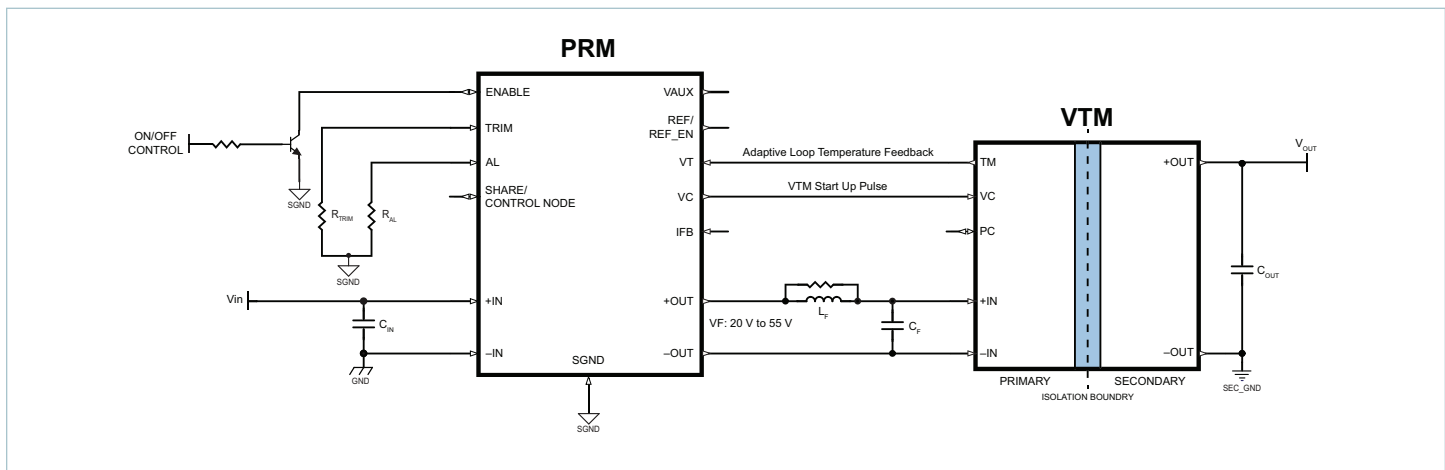 PRM
VTM
ON/OFF
CONTROL
SGND
R_TRIM
R_AL
SGND
Vin
C_IN
GND
ENABLE
TRIM
AL
SHARE/
CONTROL NODE
+IN
–IN
SGND
SGND
VAUX
REF/
REF_EN
VT
VC
IFB
+OUT
–OUT
Adaptive Loop Temperature Feedback
VTM Start Up Pulse
VF: 20 V to 55 V
L_F
C_F
TM
VC
PC
+IN
–IN
+OUT
–OUT
PRIMARY
SECONDARY
ISOLATION BOUNDRY
V_OUT
C_OUT
SEC_GND